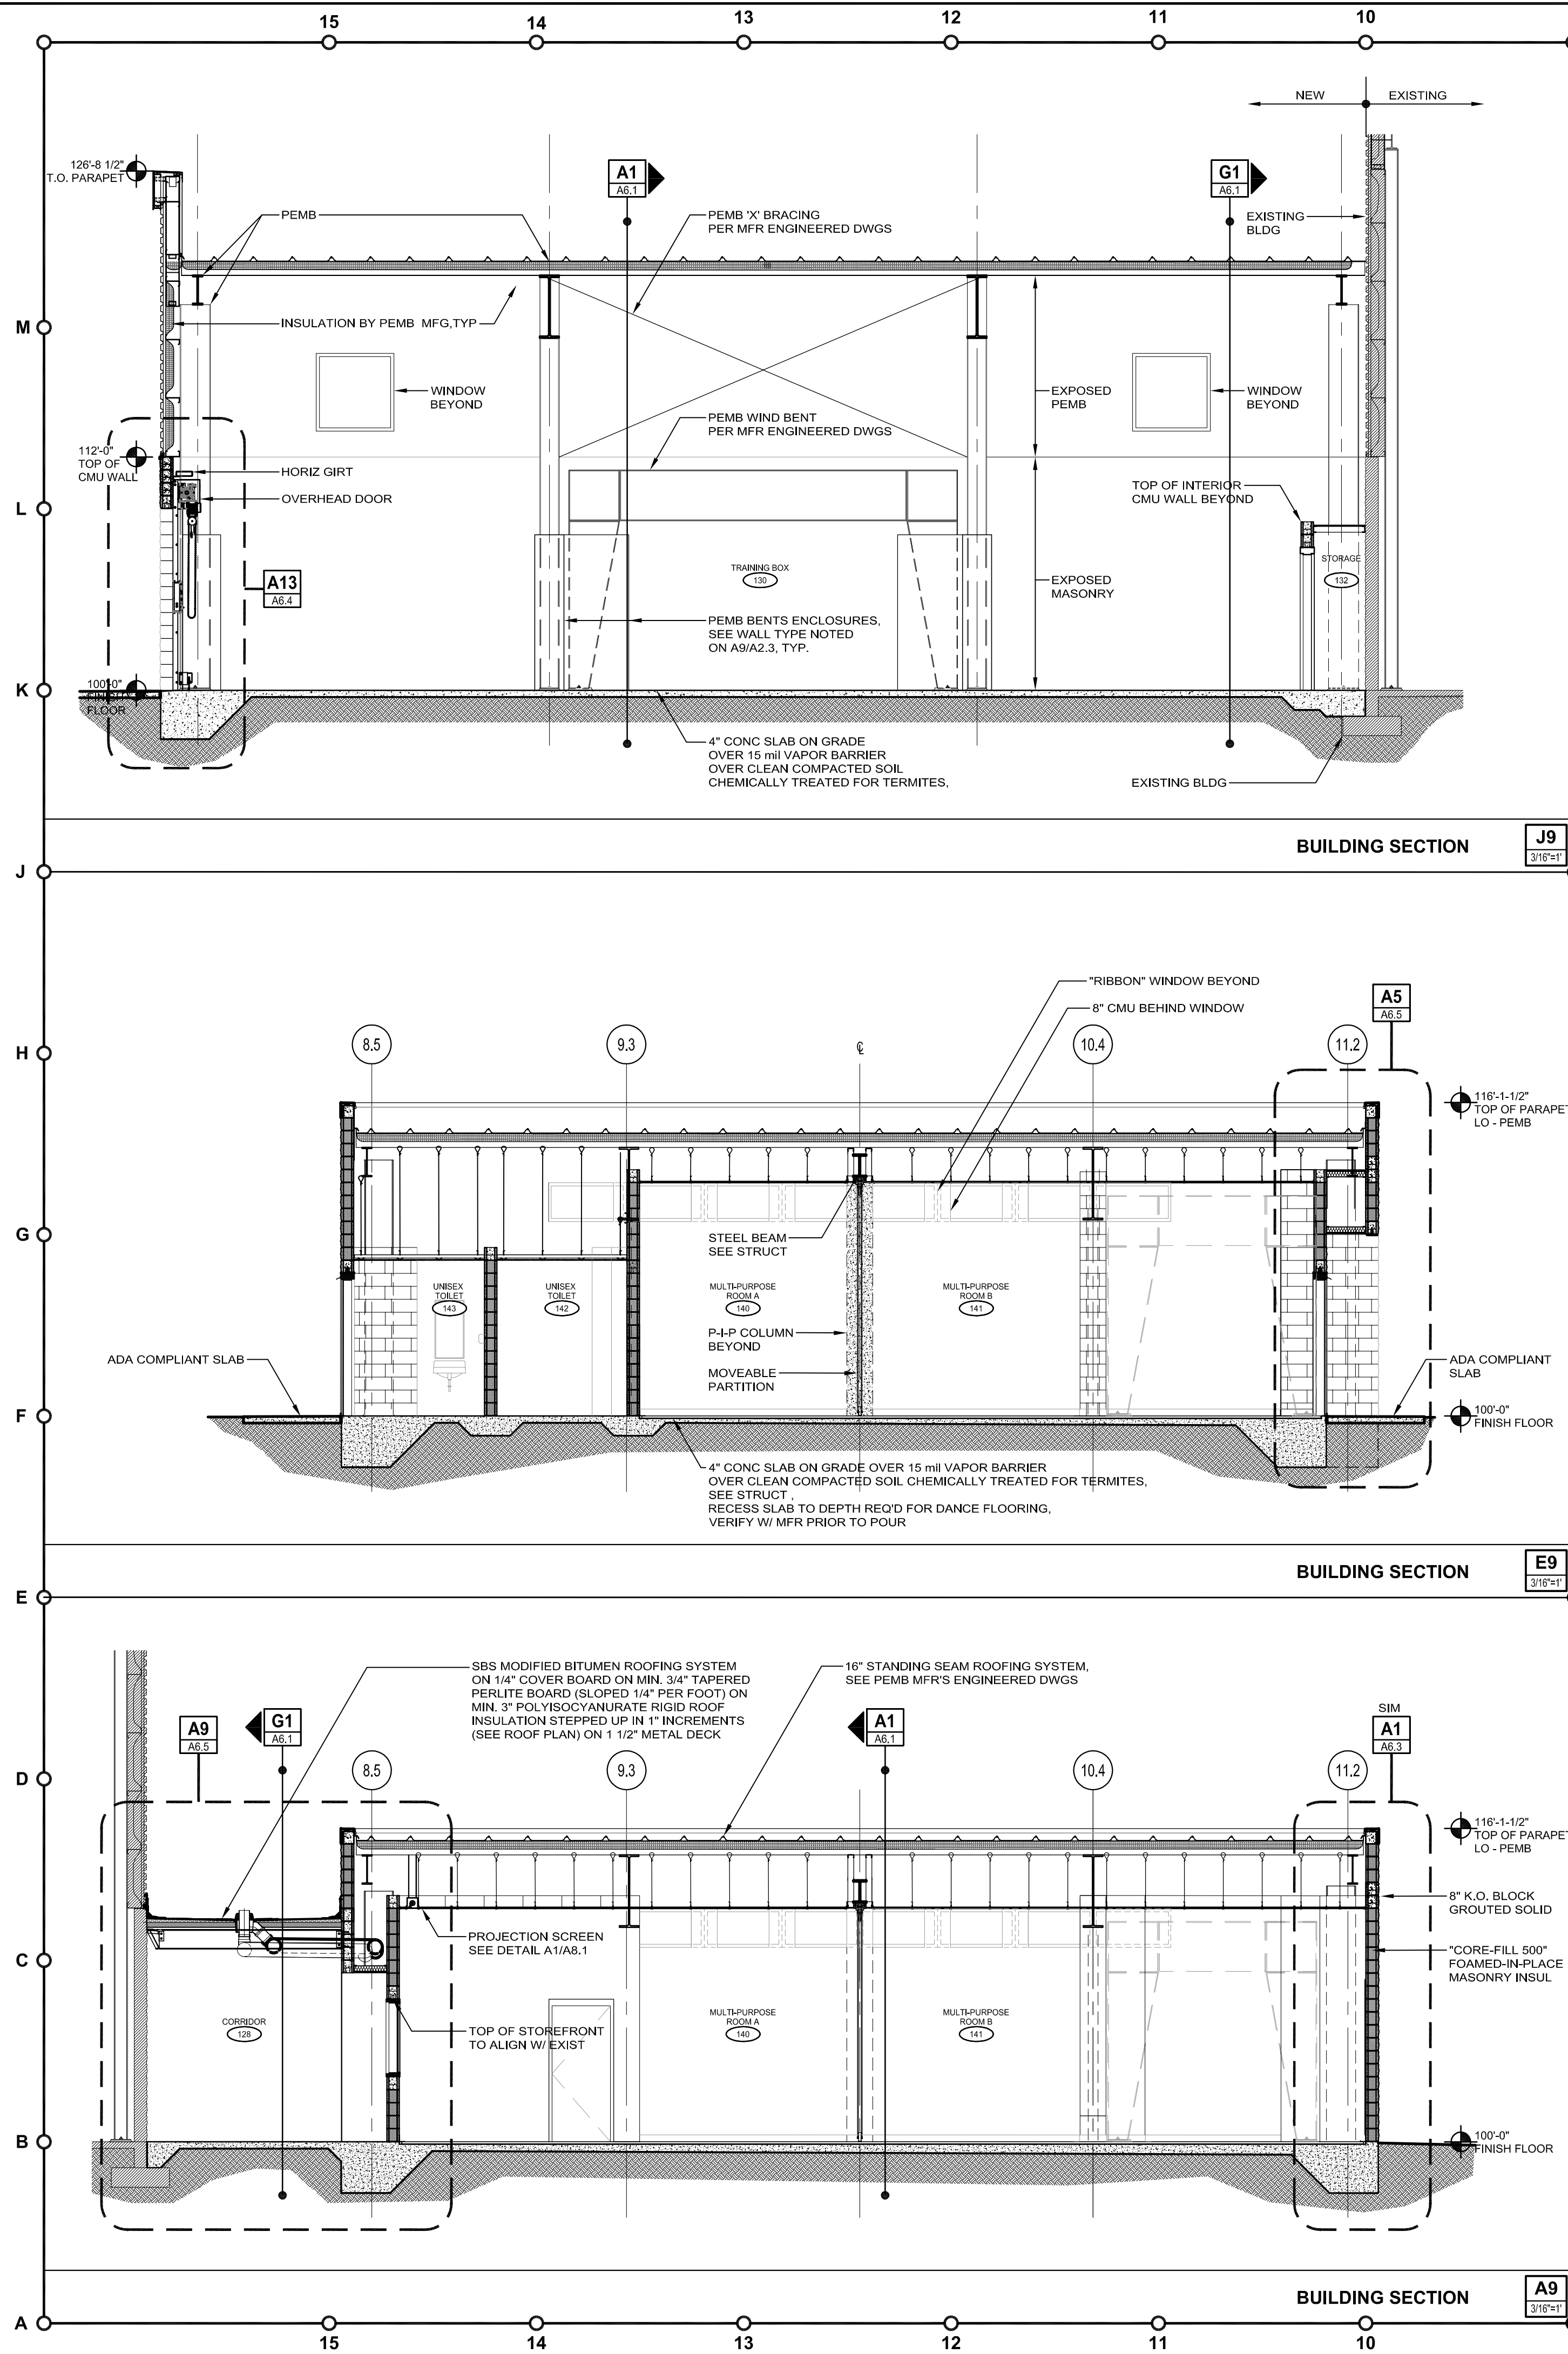 15 14 13 12 11 10
NEW EXISTING
126'-8 1/2"
T.O. PARAPET
A1
A6.1
G1
A6.1
PEMB
PEMB 'X' BRACING
PER MFR ENGINEERED DWGS
EXISTING
BLDG
M
INSULATION BY PEMB MFG,TYP
WINDOW
BEYOND
EXPOSED
PEMB
WINDOW
BEYOND
PEMB WIND BENT
PER MFR ENGINEERED DWGS
112'-0"
TOP OF
CMU WALL
HORIZ GIRT
OVERHEAD DOOR
TOP OF INTERIOR
CMU WALL BEYOND
L
A13
A6.4
TRAINING BOX
130
STORAGE
132
EXPOSED
MASONRY
PEMB BENTS ENCLOSURES,
SEE WALL TYPE NOTED
ON A9/A2.3, TYP.
K
100'-0"
FINISH
FLOOR
4" CONC SLAB ON GRADE
OVER 15 mil VAPOR BARRIER
OVER CLEAN COMPACTED SOIL
CHEMICALLY TREATED FOR TERMITES,
EXISTING BLDG
BUILDING SECTION
J9
3/16"=1'
J
"RIBBON" WINDOW BEYOND
8" CMU BEHIND WINDOW
A5
A6.5
H
8.5 9.3 ℄ 10.4 11.2
116'-1-1/2"
TOP OF PARAPET
LO - PEMB
G
STEEL BEAM
SEE STRUCT
UNISEX
TOILET
143
UNISEX
TOILET
142
MULTI-PURPOSE
ROOM A
140
MULTI-PURPOSE
ROOM B
141
P-I-P COLUMN
BEYOND
MOVEABLE
PARTITION
ADA COMPLIANT SLAB
ADA COMPLIANT
SLAB
F
100'-0"
FINISH FLOOR
4" CONC SLAB ON GRADE OVER 15 mil VAPOR BARRIER
OVER CLEAN COMPACTED SOIL CHEMICALLY TREATED FOR TERMITES,
SEE STRUCT ,
RECESS SLAB TO DEPTH REQ'D FOR DANCE FLOORING,
VERIFY W/ MFR PRIOR TO POUR
BUILDING SECTION
E9
3/16"=1'
E
SBS MODIFIED BITUMEN ROOFING SYSTEM
ON 1/4" COVER BOARD ON MIN. 3/4" TAPERED
PERLITE BOARD (SLOPED 1/4" PER FOOT) ON
MIN. 3" POLYISOCYANURATE RIGID ROOF
INSULATION STEPPED UP IN 1" INCREMENTS
(SEE ROOF PLAN) ON 1 1/2" METAL DECK
16" STANDING SEAM ROOFING SYSTEM,
SEE PEMB MFR'S ENGINEERED DWGS
A9
A6.5
G1
A6.1
A1
A6.1
SIM
A1
A6.3
D
8.5 9.3 10.4 11.2
116'-1-1/2"
TOP OF PARAPET
LO - PEMB
8" K.O. BLOCK
GROUTED SOLID
PROJECTION SCREEN
SEE DETAIL A1/A8.1
C
"CORE-FILL 500"
FOAMED-IN-PLACE
MASONRY INSUL
CORRIDOR
128
TOP OF STOREFRONT
TO ALIGN W/ EXIST
MULTI-PURPOSE
ROOM A
140
MULTI-PURPOSE
ROOM B
141
B
100'-0"
FINISH FLOOR
BUILDING SECTION
A9
3/16"=1'
A
15 14 13 12 11 10